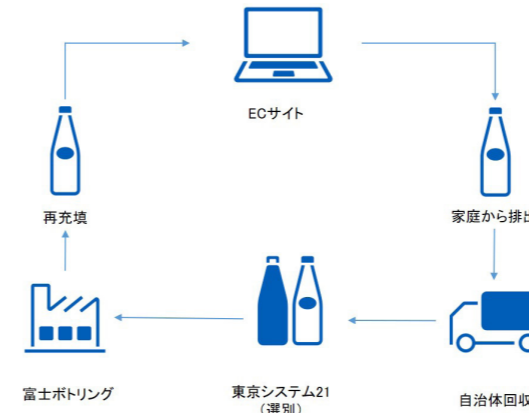 ECサイト
再充填
家庭から排出
富士ボトリング
東京システム21
(選別)
自治体回収